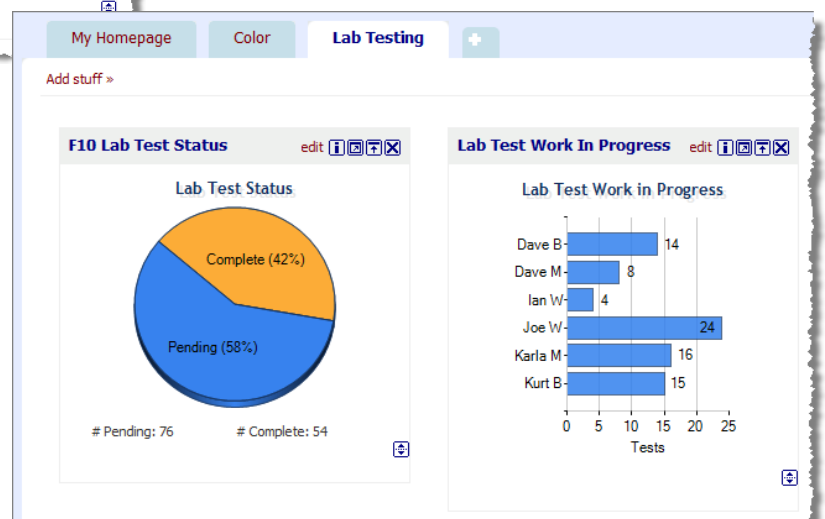 My Homepage
Color
Lab Testing
Add stuff »
F10 Lab Test Status
edit
Lab Test Status
Complete (42%)
Pending (58%)
# Pending: 76
# Complete: 54
Lab Test Work In Progress
edit
Lab Test Work in Progress
Dave B
14
Dave M
8
Ian W
4
Joe W
24
Karla M
16
Kurt B
15
0 5 10 15 20 25
Tests